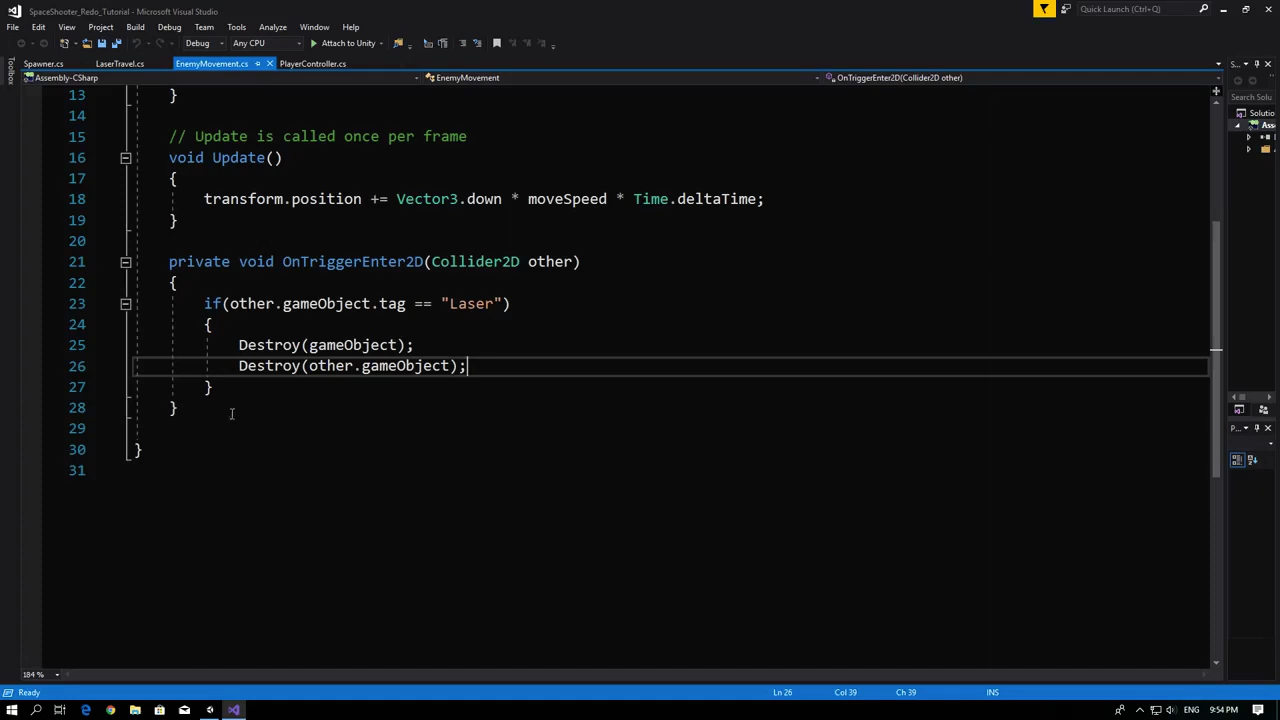 SpaceShooter_Redo_Tutorial - Microsoft Visual Studio
Quick Launch (Ctrl+Q)
File Edit View Project Build Debug Team Tools Analyze Window Help
Debug Any CPU Attach to Unity
Spawner.cs LaserTravel.cs EnemyMovement.cs PlayerController.cs S...
Toolbox
Assembly-CSharp EnemyMovement OnTriggerEnter2D(Collider2D other)
Search Solu
Solutio
Ass
13 }
14
15 // Update is called once per frame
16 void Update()
17 {
18 transform.position += Vector3.down * moveSpeed * Time.deltaTime;
19 }
20
21 private void OnTriggerEnter2D(Collider2D other)
22 {
23 if(other.gameObject.tag == "Laser")
24 {
25 Destroy(gameObject);
26 Destroy(other.gameObject);
27 }
28 }
29
30 }
31
P...
184 %
Ready Ln 26 Col 39 Ch 39 INS
ENG 9:54 PM